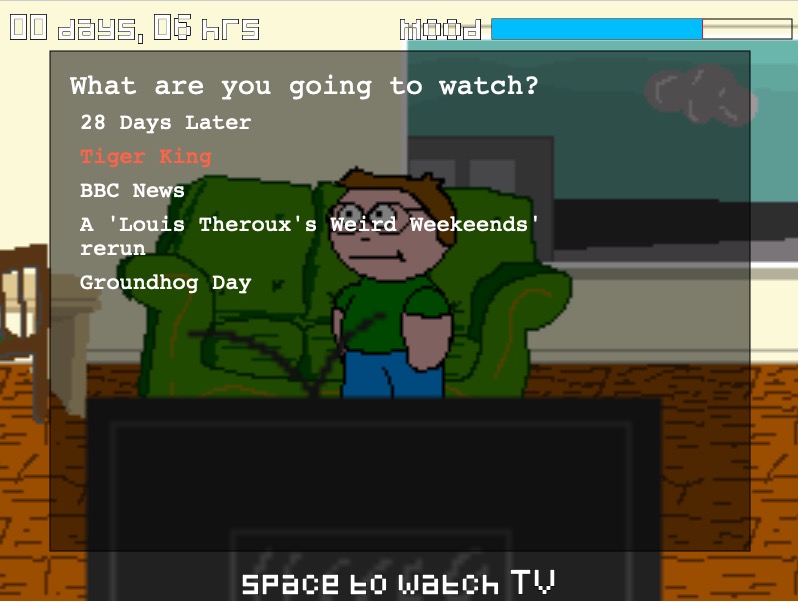 00 days, 06 hrs
mood
What are you going to watch?
28 Days Later
Tiger King
BBC News
A 'Louis Theroux's Weird Weekeends'
rerun
Groundhog Day
space to watch TV